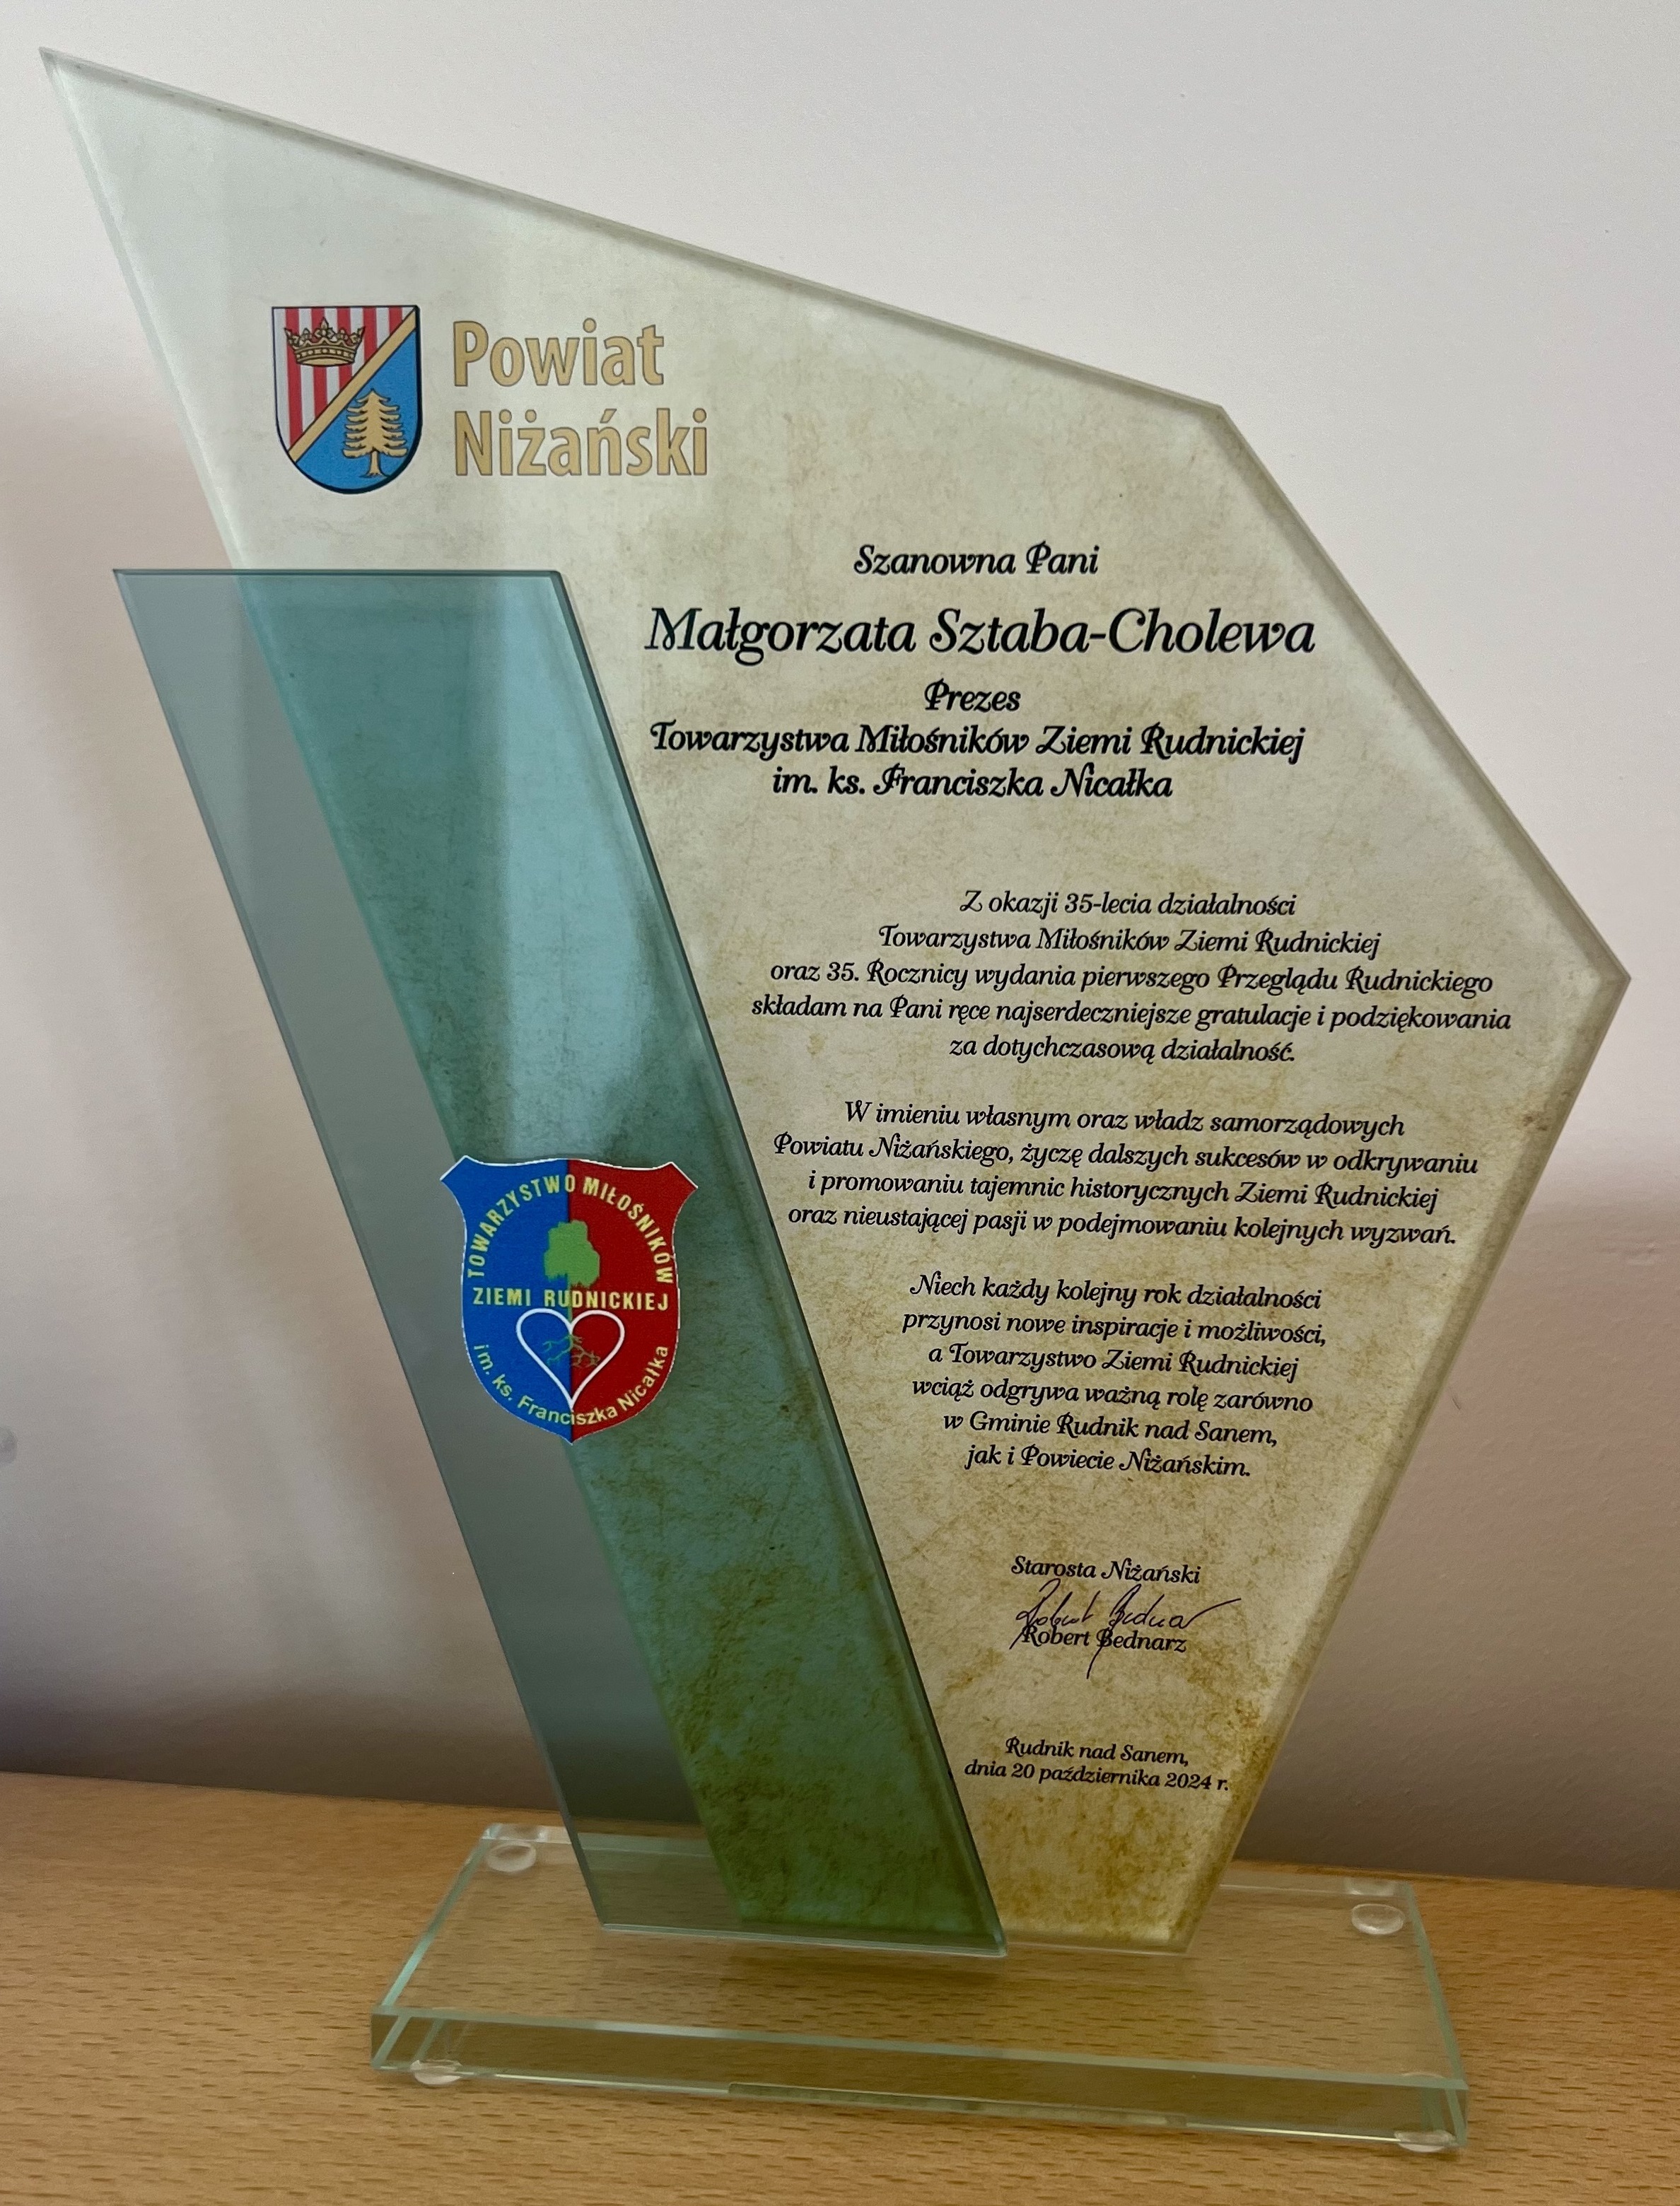 Powiat
Niżański
Szanowna Pani
Małgorzata Sztaba-Cholewa
Prezes
Towarzystwa Miłośników Ziemi Rudnickiej
im. ks. Franciszka Nicałka
Z okazji 35-lecia działalności
Towarzystwa Miłośników Ziemi Rudnickiej
oraz 35. Rocznicy wydania pierwszego Przeglądu Rudnickiego
składam na Pani ręce najserdeczniejsze gratulacje i podziękowania
za dotychczasową działalność.
W imieniu własnym oraz władz samorządowych
Powiatu Niżańskiego, życzę dalszych sukcesów w odkrywaniu
i promowaniu tajemnic historycznych Ziemi Rudnickiej
oraz nieustającej pasji w podejmowaniu kolejnych wyzwań.
Niech każdy kolejny rok działalności
przynosi nowe inspiracje i możliwości,
a Towarzystwo Ziemi Rudnickiej
wciąż odgrywa ważną rolę zarówno
w Gminie Rudnik nad Sanem,
jak i Powiecie Niżańskim.
Starosta Niżański
Robert Bednarz
Rudnik nad Sanem,
dnia 20 października 2024 r.
TOWARZYSTWO MIŁOŚNIKÓW
ZIEMI RUDNICKIEJ
im. ks. Franciszka Nicałka